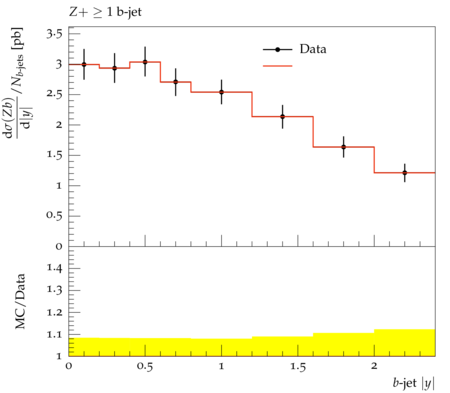 Z+ ≥ 1 b-jet
dσ(Zb)/d|y| /N_b-jets [pb]
3.5
3
2.5
2
1.5
1
0.5
0
Data
MC/Data
1.4
1.3
1.2
1.1
1
0 0.5 1 1.5 2
b-jet |y|